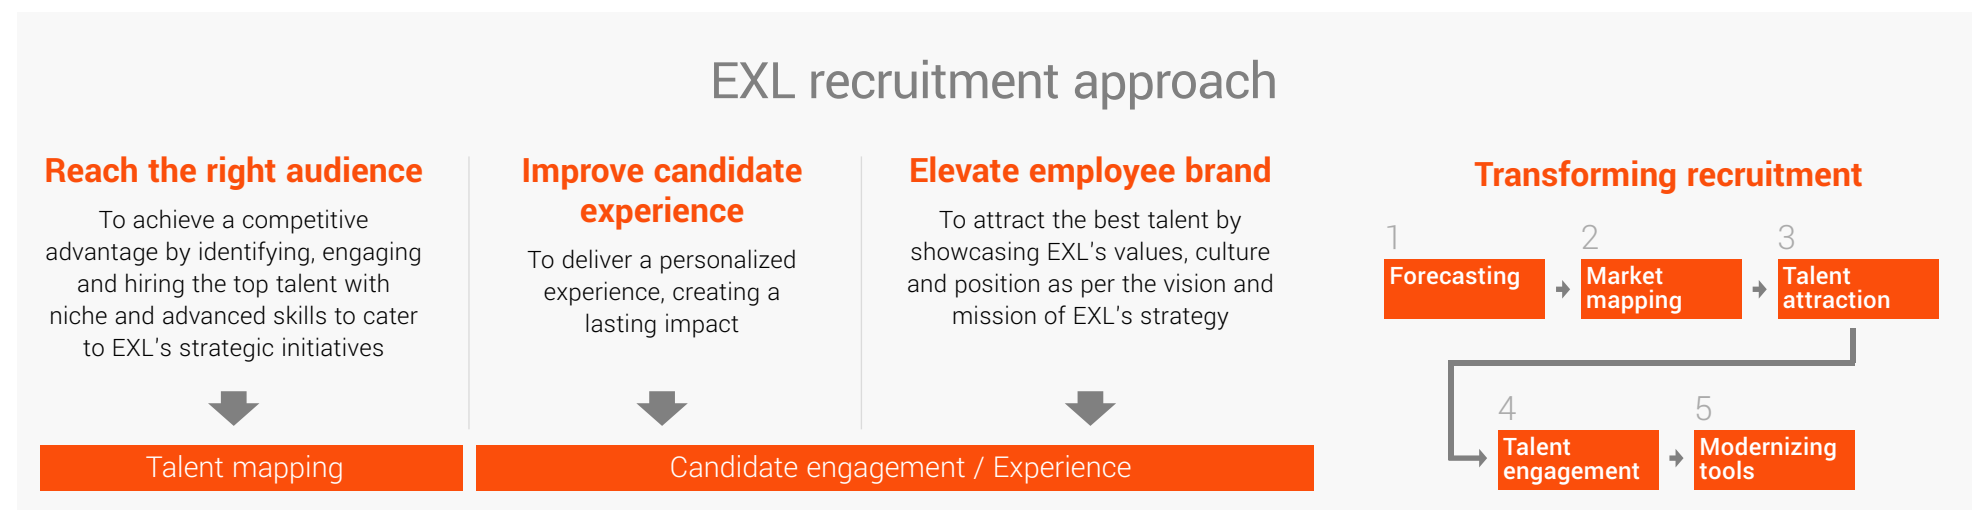 EXL recruitment approach
Reach the right audience
To achieve a competitive
advantage by identifying, engaging
and hiring the top talent with
niche and advanced skills to cater
to EXL's strategic initiatives
Talent mapping
Improve candidate
experience
To deliver a personalized
experience, creating a
lasting impact
Elevate employee brand
To attract the best talent by
showcasing EXL's values, culture
and position as per the vision and
mission of EXL's strategy
Candidate engagement / Experience
Transforming recruitment
1
Forecasting
2
Market
mapping
3
Talent
attraction
4
Talent
engagement
5
Modernizing
tools